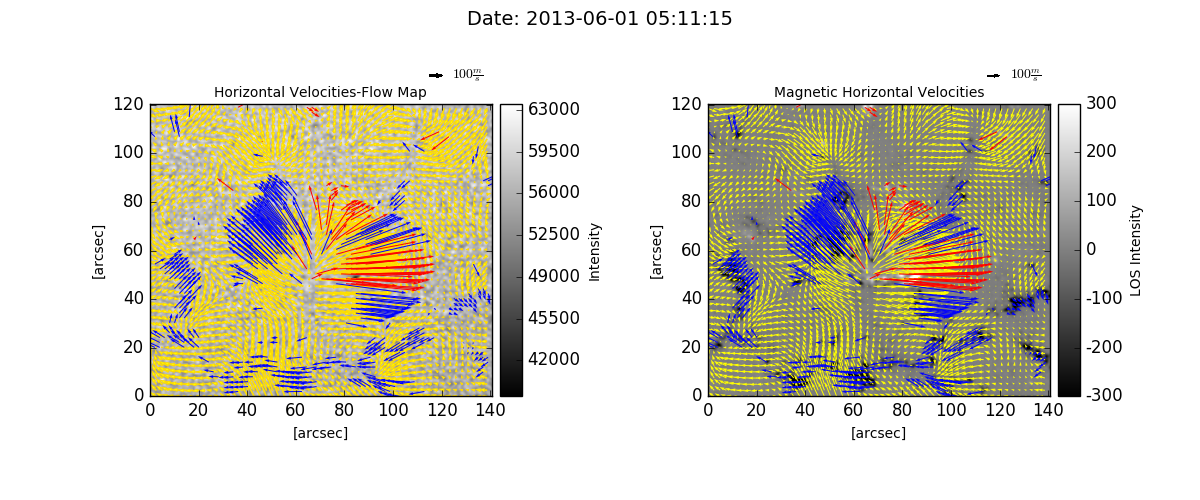 Date: 2013-06-01 05:11:15
100 m/s
100 m/s
Horizontal Velocities-Flow Map
Magnetic Horizontal Velocities
120
100
80
60
40
20
0
[arcsec]
0 20 40 60 80 100 120 140
[arcsec]
63000
59500
56000
52500
49000
45500
42000
Intensity
120
100
80
60
40
20
0
[arcsec]
0 20 40 60 80 100 120 140
[arcsec]
300
200
100
0
-100
-200
-300
LOS Intensity